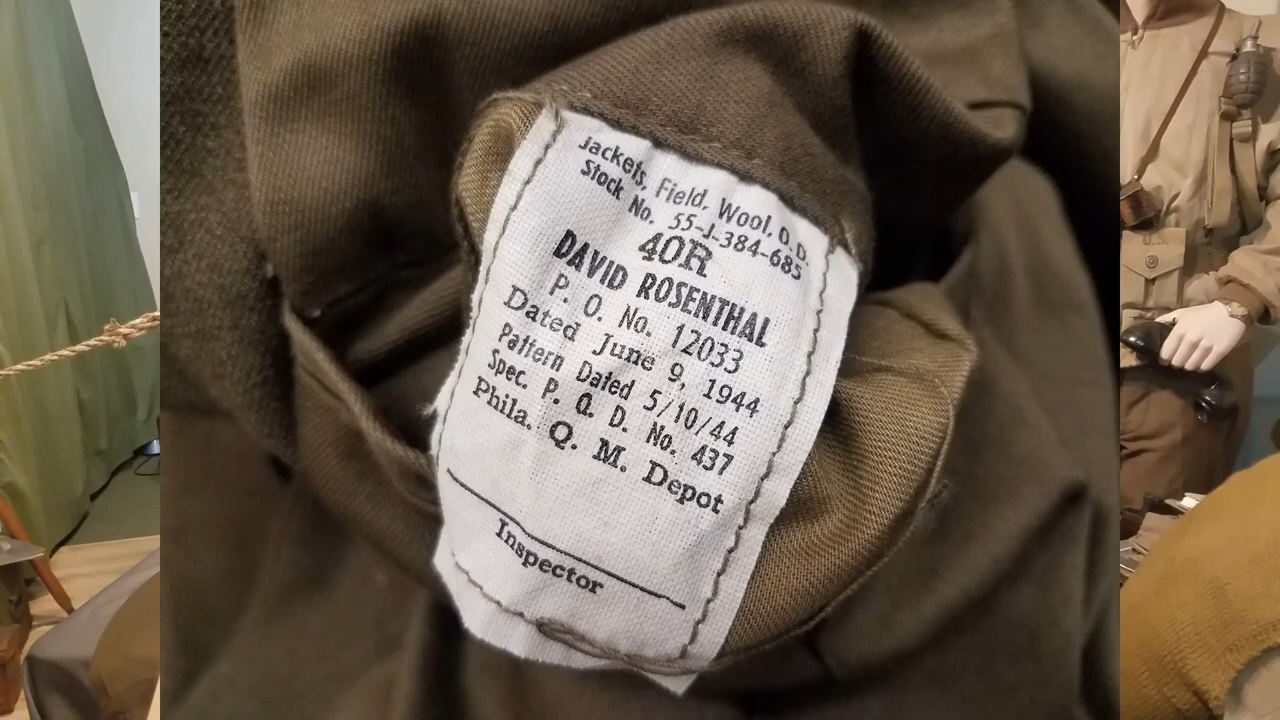 Jackets, Field, Wool, O.D.
Stock No. 55-J-384-685
40R
DAVID ROSENTHAL
P. O. No. 12033
Dated June 9, 1944
Pattern Dated 5/10/44
Spec. P. Q. D. No. 437
Phila. Q. M. Depot
Inspector
U.S.